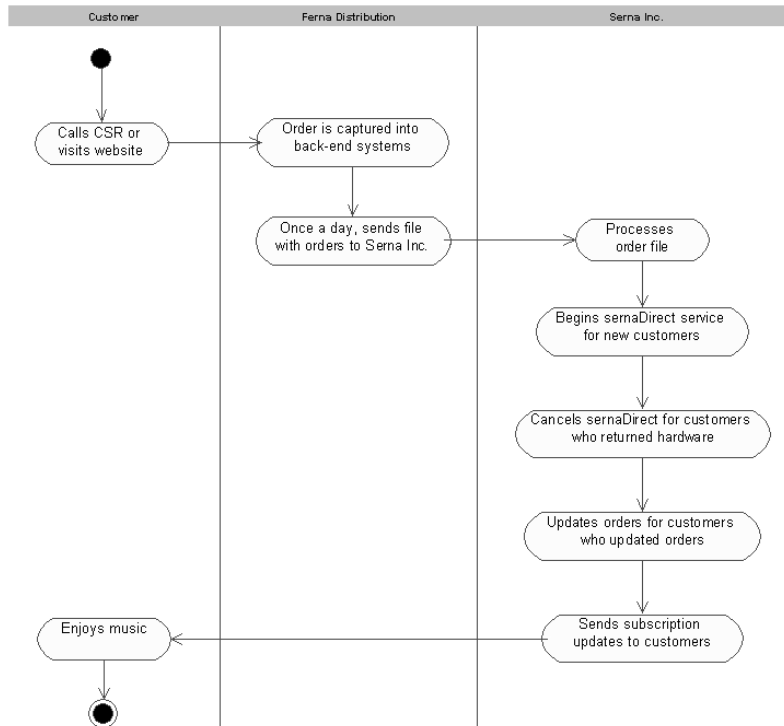 Customer
Ferna Distribution
Serna Inc.
Calls CSR or
visits website
Order is captured into
back-end systems
Once a day, sends file
with orders to Serna Inc.
Processes
order file
Begins sernaDirect service
for new customers
Cancels sernaDirect for customers
who returned hardware
Updates orders for customers
who updated orders
Sends subscription
updates to customers
Enjoys music